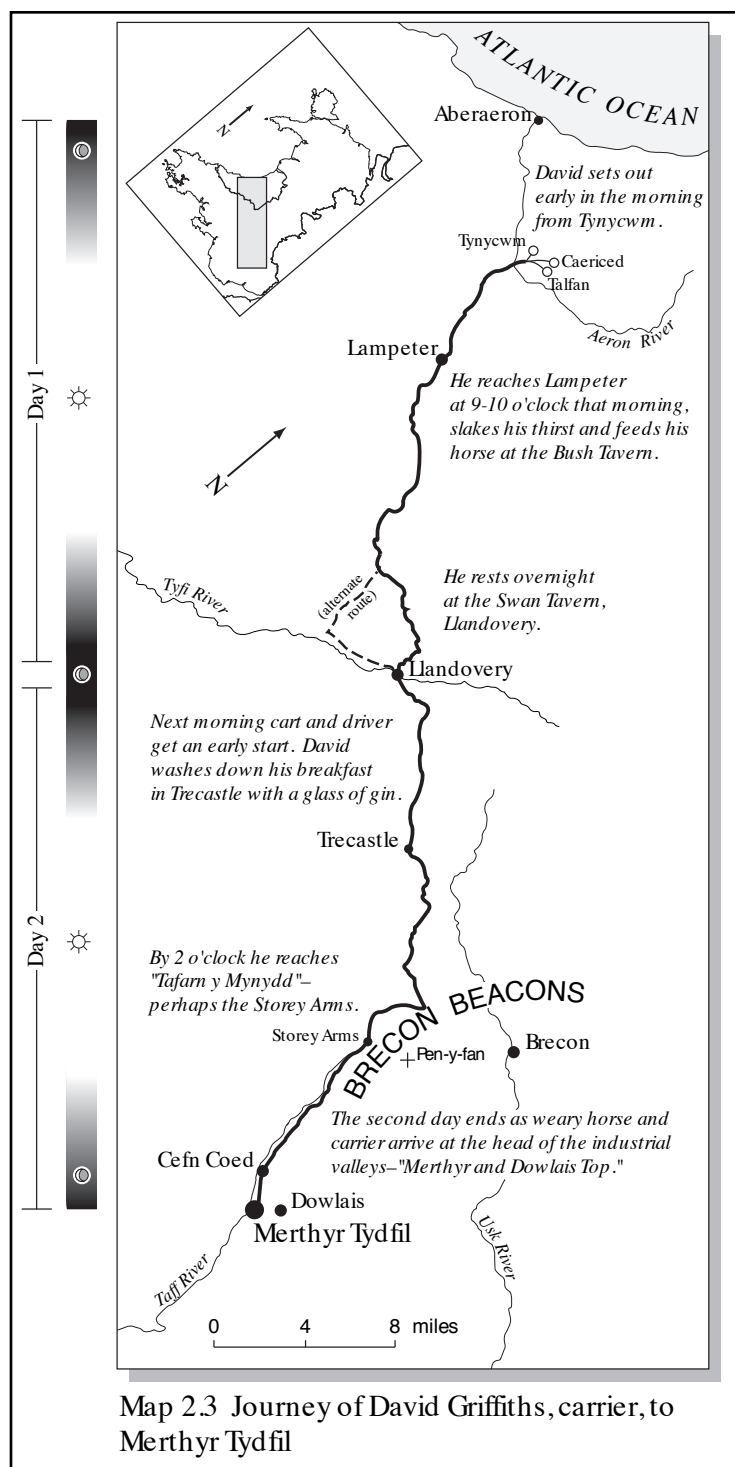 ATLANTIC OCEAN
Aberaeron
N
David sets out
early in the morning
from Tynycwm.
Tynycwm
Caericed
Talfan
Aeron River
Lampeter
Day 1
He reaches Lampeter
at 9-10 o'clock that morning,
slakes his thirst and feeds his
horse at the Bush Tavern.
N
Tyfi River
(alternate
route)
He rests overnight
at the Swan Tavern,
Llandovery.
Llandovery
Next morning cart and driver
get an early start. David
washes down his breakfast
in Trecastle with a glass of gin.
Trecastle
Day 2
By 2 o'clock he reaches
"Tafarn y Mynydd"–
perhaps the Storey Arms.
BRECON BEACONS
Storey Arms
Pen-y-fan
Brecon
The second day ends as weary horse and
carrier arrive at the head of the industrial
valleys–"Merthyr and Dowlais Top."
Cefn Coed
Dowlais
Merthyr Tydfil
Usk River
Taff River
0 4 8 miles
Map 2.3 Journey of David Griffiths, carrier, to
Merthyr Tydfil